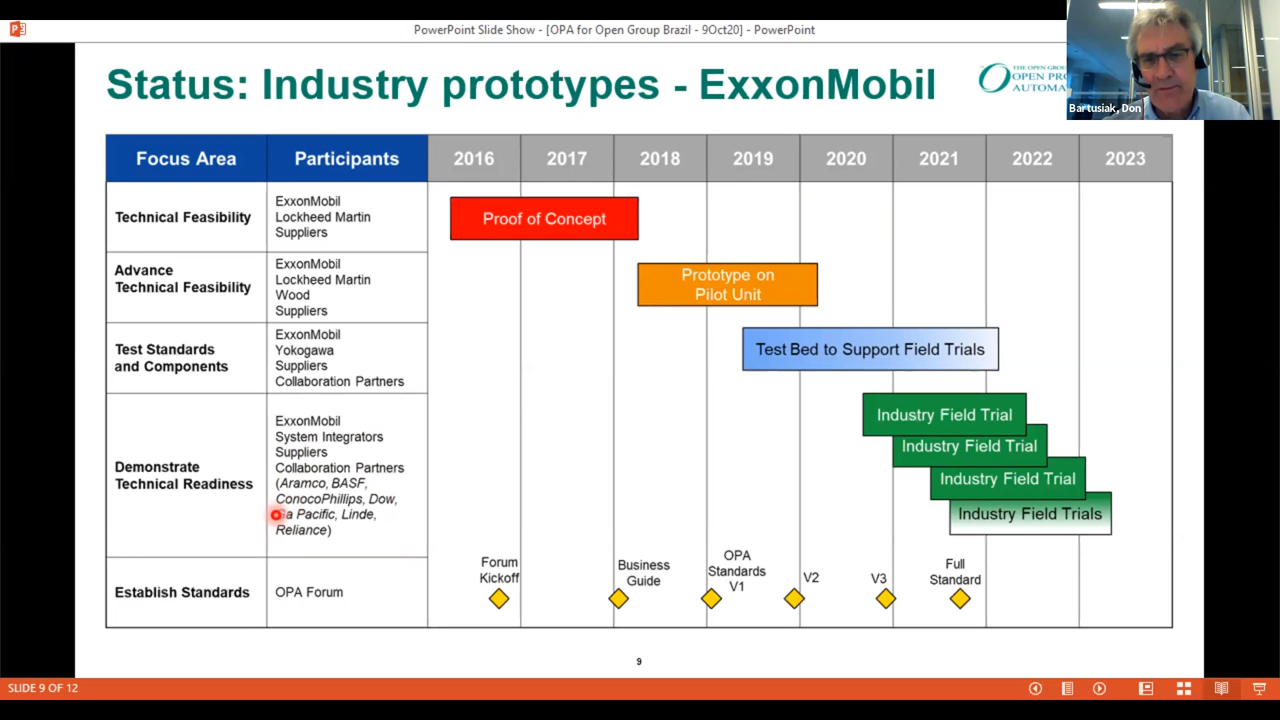 PowerPoint Slide Show - [OPA for Open Group Brazil - 9Oct20] - PowerPoint
Status: Industry prototypes - ExxonMobil
THE OPEN
OPEN
Bartusiak, Don
Focus Area Participants 2016 2017 2018 2019 2020 2021 2022 2023
Technical Feasibility
ExxonMobil
Lockheed Martin
Suppliers
Proof of Concept
Advance
Technical Feasibility
ExxonMobil
Lockheed Martin
Wood
Suppliers
Prototype on
Pilot Unit
Test Standards
and Components
ExxonMobil
Yokogawa
Suppliers
Collaboration Partners
Test Bed to Support Field Trials
Demonstrate
Technical Readiness
ExxonMobil
System Integrators
Suppliers
Collaboration Partners
(Aramco, BASF,
ConocoPhillips, Dow,
Pacific, Linde,
Reliance)
Industry Field Trial
Industry Field Trial
Industry Field Trial
Industry Field Trials
Establish Standards
OPA Forum
Forum
Kickoff
Business
Guide
OPA
Standards
V1
V2
V3
Full
Standard
9
SLIDE 9 OF 12